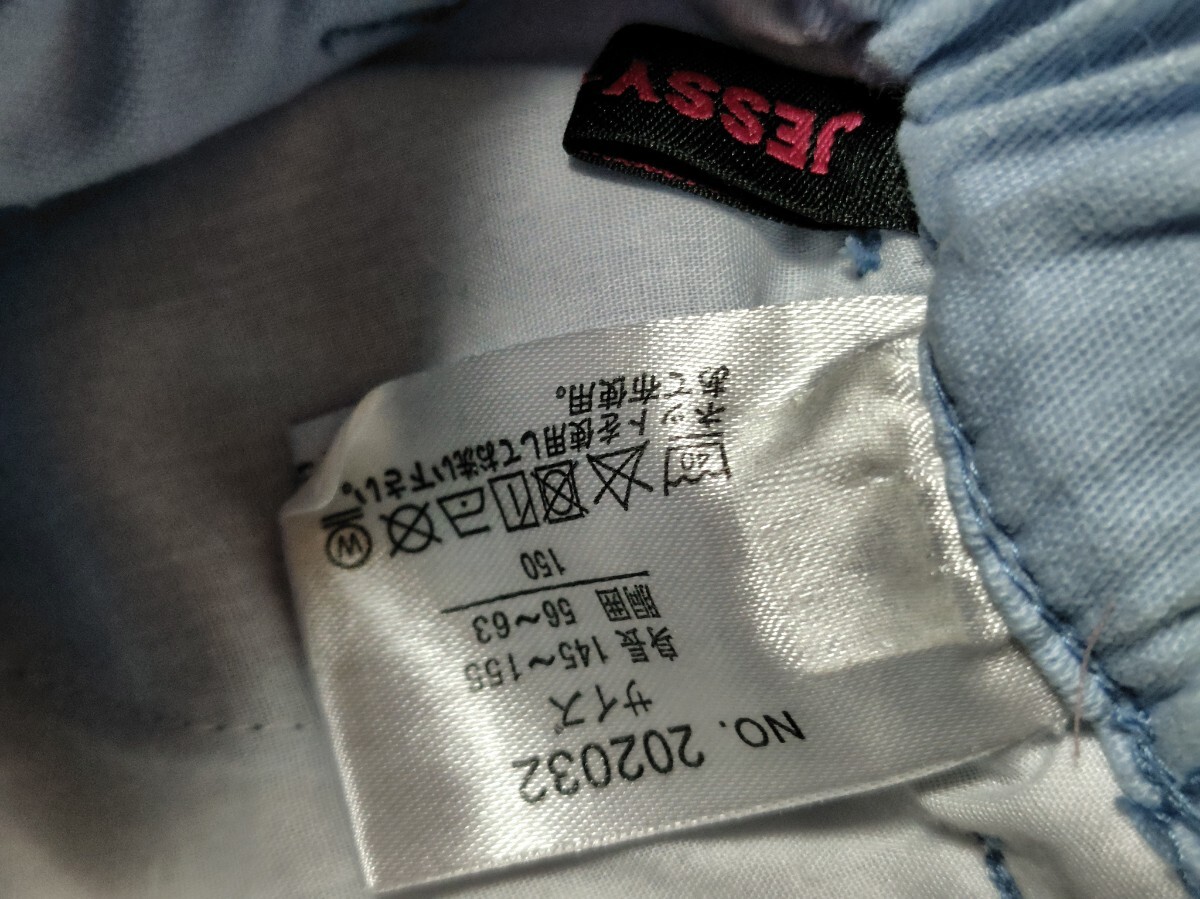 JESSY
NO. 202032
サイズ
身長 145~155
胴囲 56~63
150
40
W
ネットを使用してお洗い下さい。
あて布使用。